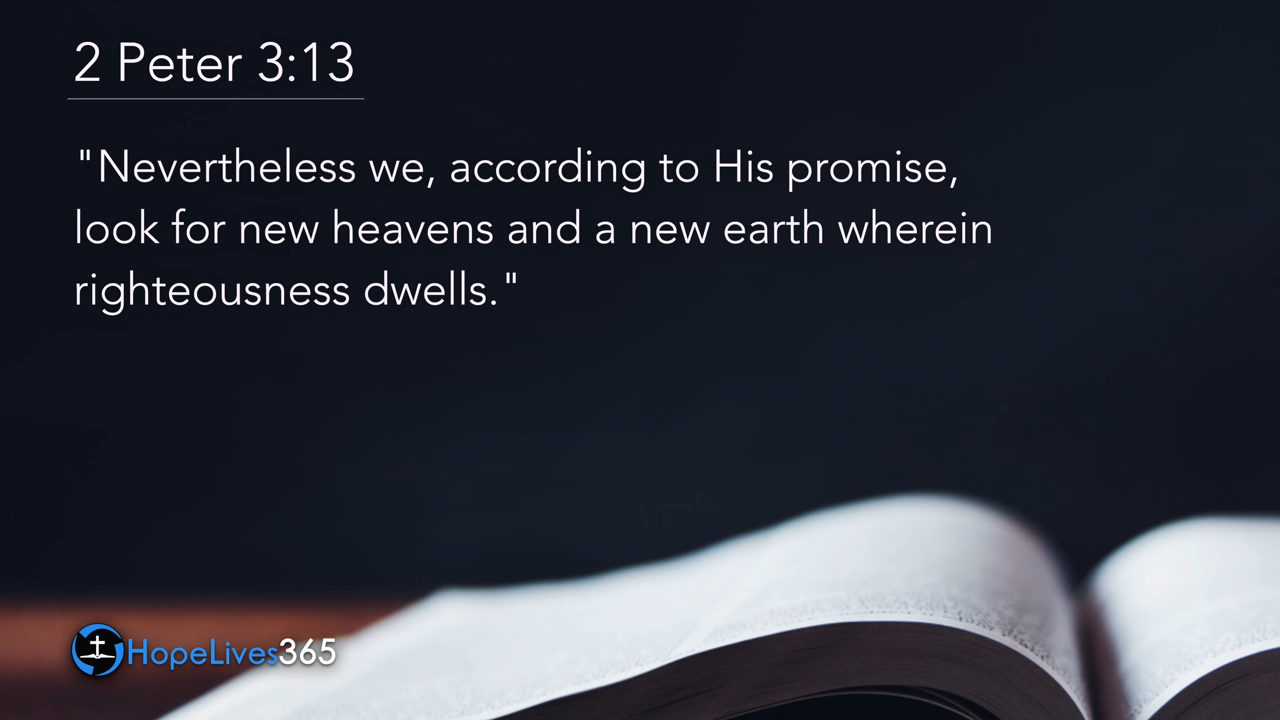 2 Peter 3:13
"Nevertheless we, according to His promise,
look for new heavens and a new earth wherein
righteousness dwells."
HopeLives365